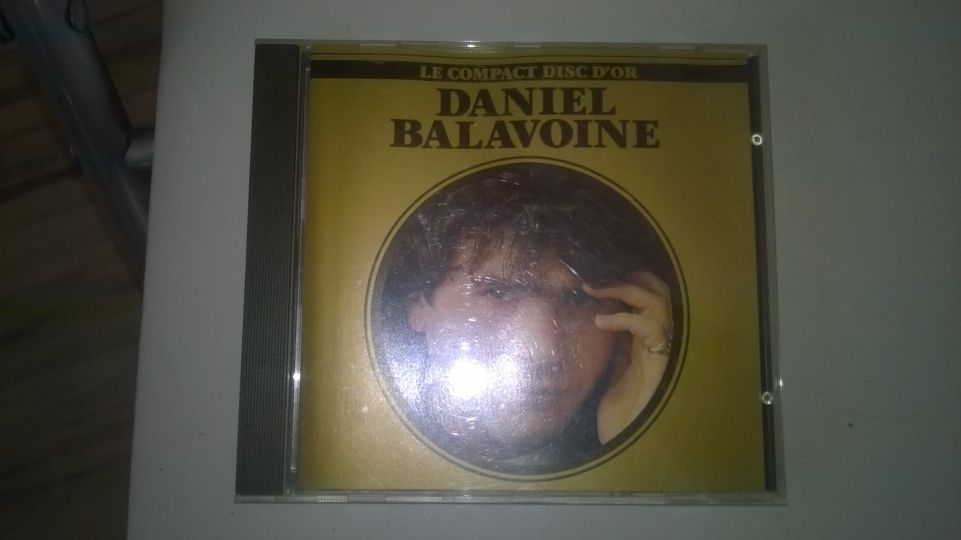 LE COMPACT DISC D'OR
DANIEL
BALAVOINE